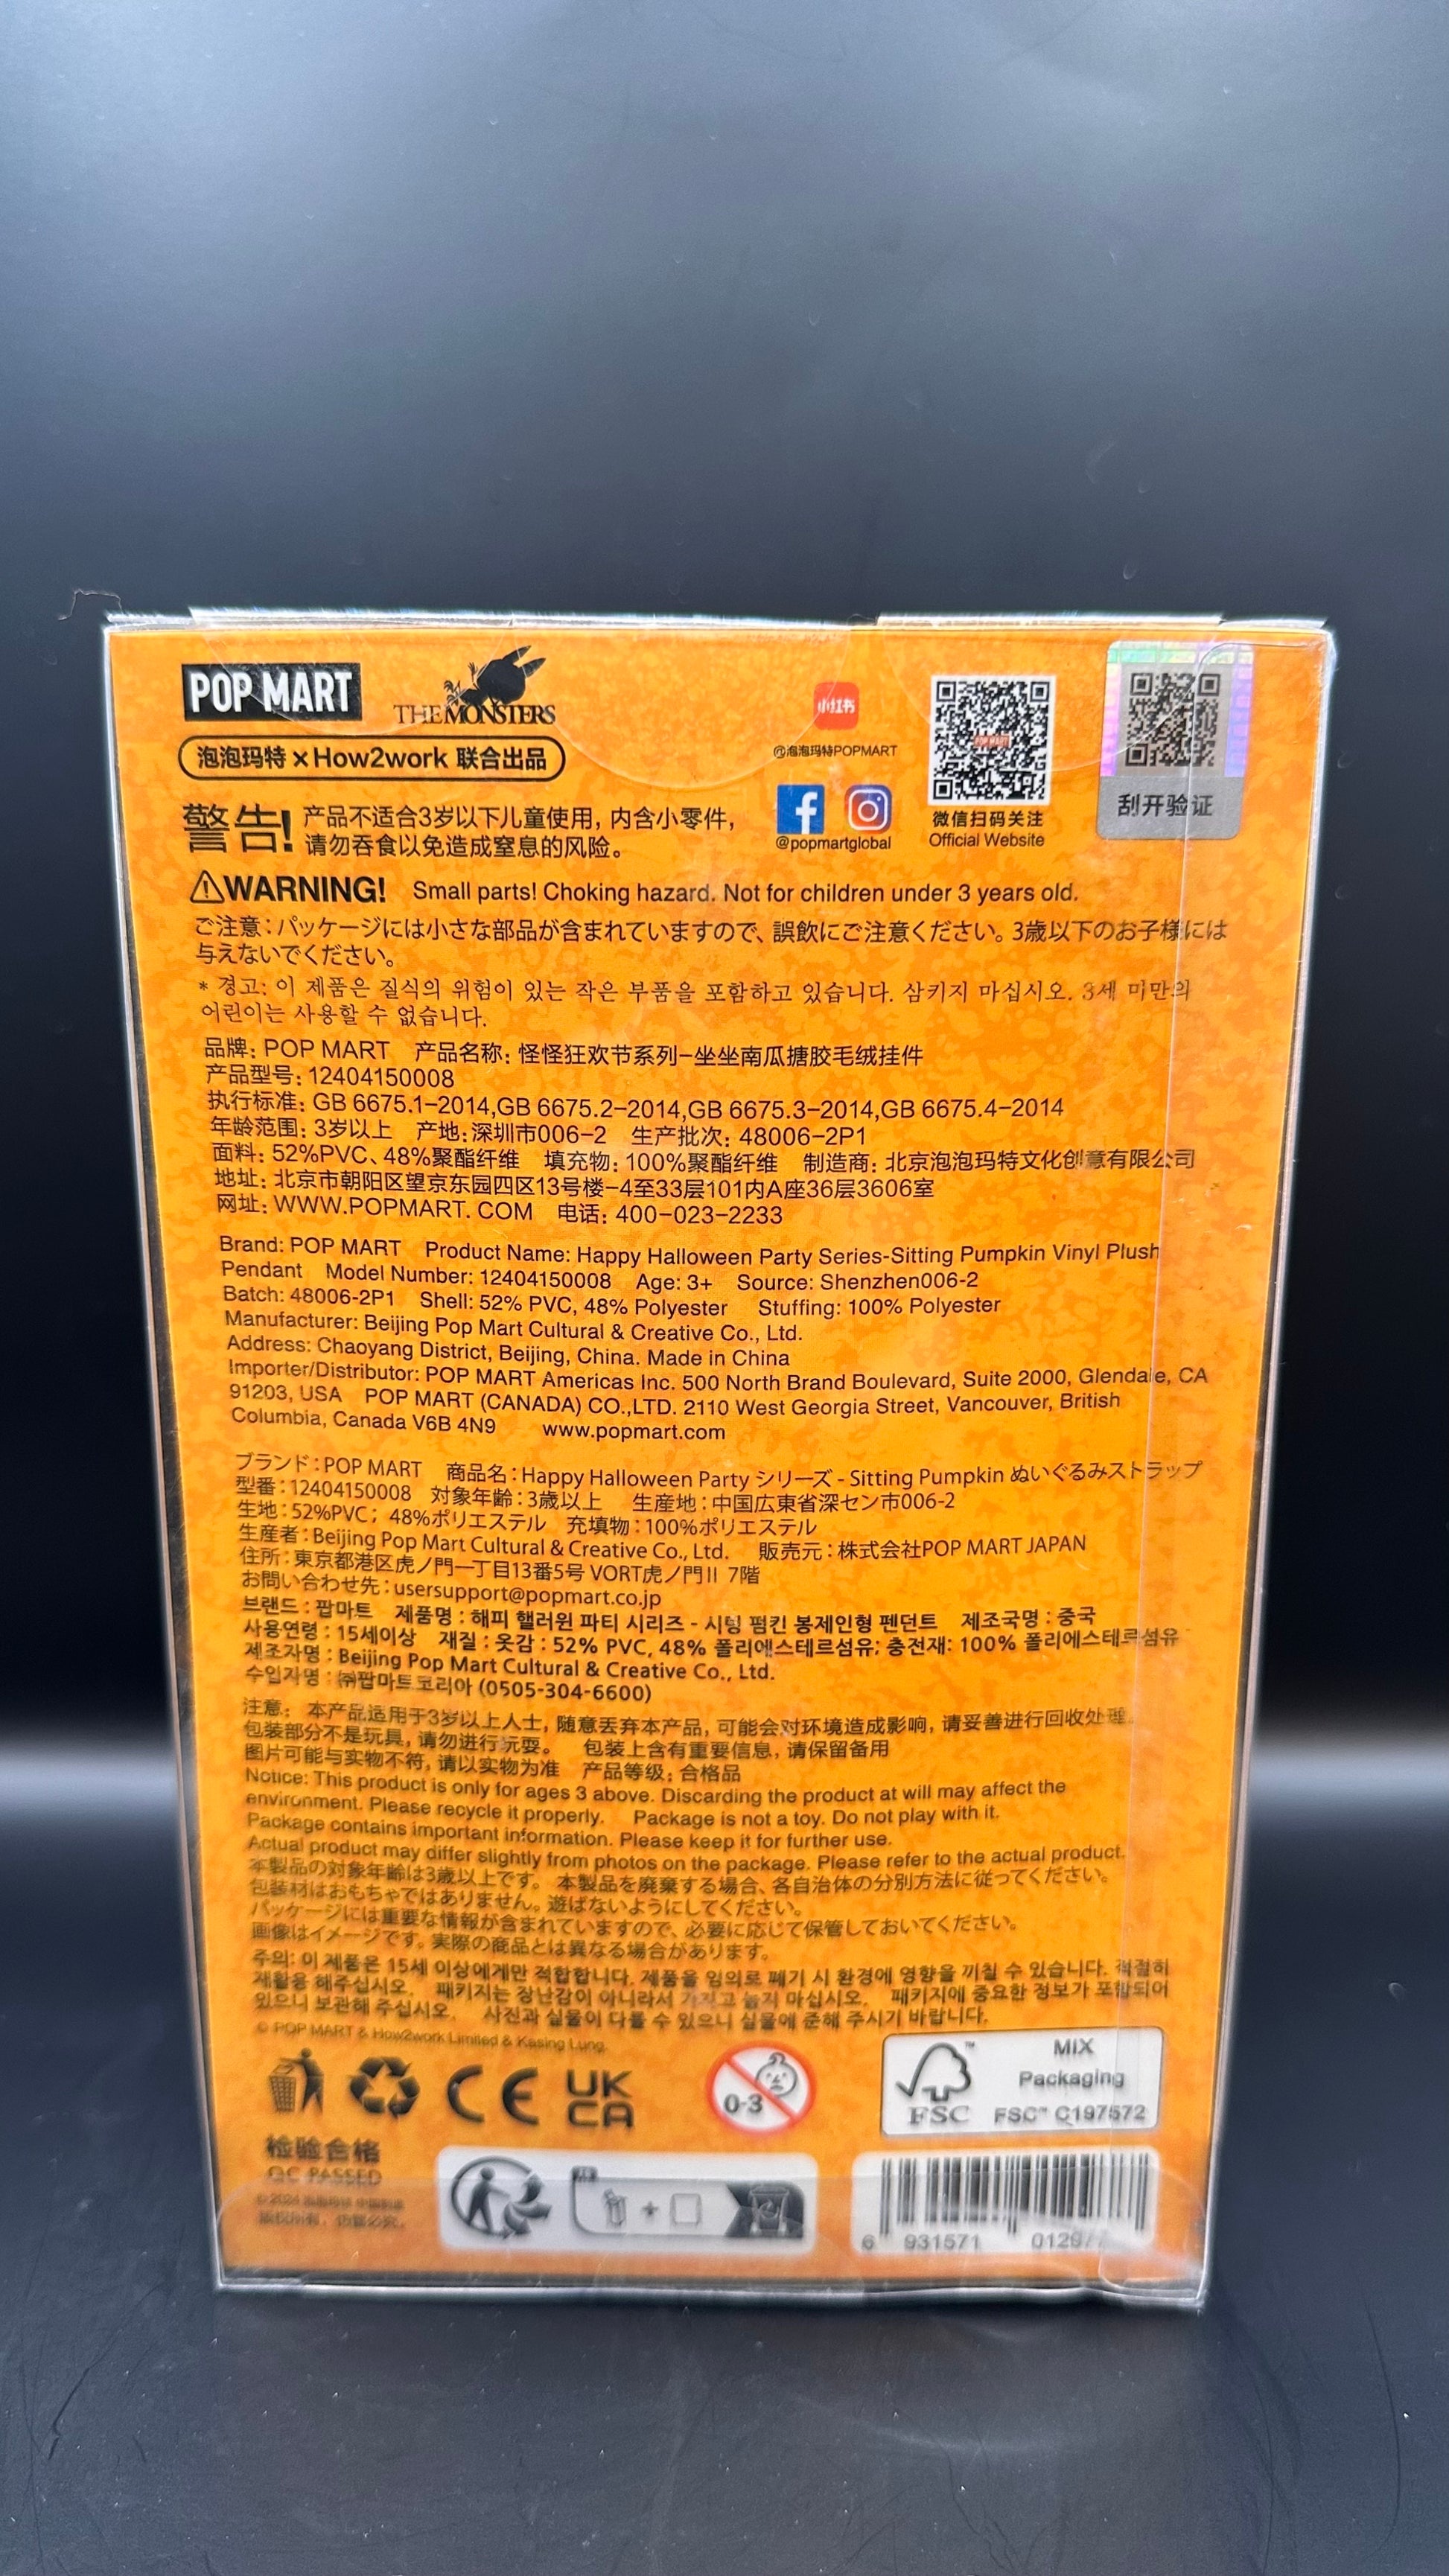 POP MART
THE MONSTERS
泡泡玛特×How2work 联合出品
小红书
@泡泡玛特POPMART
@popmartglobal
POP MART
微信扫码关注
Official Website
刮开验证
警告! 产品不适合3岁以下儿童使用, 内含小零件,
请勿吞食以免造成窒息的风险。
WARNING! Small parts! Choking hazard. Not for children under 3 years old.
ご注意：パッケージには小さな部品が含まれていますので、誤飲にご注意ください。3歳以下のお子様には
与えないでください。
* 경고: 이 제품은 질식의 위험이 있는 작은 부품을 포함하고 있습니다. 삼키지 마십시오. 3세 미만의
어린이는 사용할 수 없습니다.
品牌: POP MART 产品名称: 怪怪狂欢节系列-坐坐南瓜搪胶毛绒挂件
产品型号: 12404150008
执行标准: GB 6675.1-2014,GB 6675.2-2014,GB 6675.3-2014,GB 6675.4-2014
年龄范围: 3岁以上 产地: 深圳市006-2 生产批次: 48006-2P1
面料: 52%PVC、48%聚酯纤维 填充物: 100%聚酯纤维 制造商: 北京泡泡玛特文化创意有限公司
地址: 北京市朝阳区望京东园四区13号楼-4至33层101内A座36层3606室
网址: WWW.POPMART. COM 电话: 400-023-2233
Brand: POP MART Product Name: Happy Halloween Party Series-Sitting Pumpkin Vinyl Plush
Pendant Model Number: 12404150008 Age: 3+ Source: Shenzhen006-2
Batch: 48006-2P1 Shell: 52% PVC, 48% Polyester Stuffing: 100% Polyester
Manufacturer: Beijing Pop Mart Cultural & Creative Co., Ltd.
Address: Chaoyang District, Beijing, China. Made in China
Importer/Distributor: POP MART Americas Inc. 500 North Brand Boulevard, Suite 2000, Glendale, CA
91203, USA POP MART (CANADA) CO.,LTD. 2110 West Georgia Street, Vancouver, British
Columbia, Canada V6B 4N9 www.popmart.com
ブランド：POP MART 商品名：Happy Halloween Party シリーズ - Sitting Pumpkin ぬいぐるみストラップ
型番：12404150008 対象年齢：3歳以上 生産地：中国広東省深セン市006-2
生地：52%PVC；48%ポリエステル 充填物：100%ポリエステル
生産者：Beijing Pop Mart Cultural & Creative Co., Ltd. 販売元：株式会社POP MART JAPAN
住所：東京都港区虎ノ門一丁目13番5号 VORT虎ノ門II 7階
お問い合わせ先：usersupport@popmart.co.jp
브랜드 : 팝마트 제품명 : 해피 핼러윈 파티 시리즈 - 시팅 펌킨 봉제인형 펜던트 제조국명 : 중국
사용연령 : 15세이상 재질 : 옷감 : 52% PVC, 48% 폴리에스테르섬유; 충전재: 100% 폴리에스테르섬유
제조자명 : Beijing Pop Mart Cultural & Creative Co., Ltd.
수입자명 : ㈜팝마트코리아 (0505-304-6600)
注意: 本产品适用于3岁以上人士, 随意丢弃本产品, 可能会对环境造成影响, 请妥善进行回收处理。
包装部分不是玩具, 请勿进行玩耍。 包装上含有重要信息, 请保留备用
图片可能与实物不符, 请以实物为准 产品等级: 合格品
Notice: This product is only for ages 3 above. Discarding the product at will may affect the
environment. Please recycle it properly. Package is not a toy. Do not play with it.
Package contains important information. Please keep it for further use.
Actual product may differ slightly from photos on the package. Please refer to the actual product.
本製品の対象年齢は3歳以上です。 本製品を廃棄する場合、各自治体の分別方法に従ってください。
包装材はおもちゃではありません。遊ばないようにしてください。
パッケージには重要な情報が含まれていますので、必要に応じて保管しておいてください。
画像はイメージです。実際の商品とは異なる場合があります。
주의: 이 제품은 15세 이상에게만 적합합니다. 제품을 임의로 폐기 시 환경에 영향을 끼칠 수 있습니다. 적절히
재활용 해주십시오. 패키지는 장난감이 아니라서 가지고 놀지 마십시오. 패키지에 중요한 정보가 포함되어
있으니 보관해 주십시오. 사진과 실물이 다를 수 있으니 실물에 준해 주시기 바랍니다.
© POP MART & How2work Limited & Kasing Lung
CE
UK
CA
0-3
FSC
MIX
Packaging
FSC™ C197572
检验合格
QC PASSED
© 2024 泡泡玛特 中国制造
版权所有, 仿冒必究。
6 931571 0129